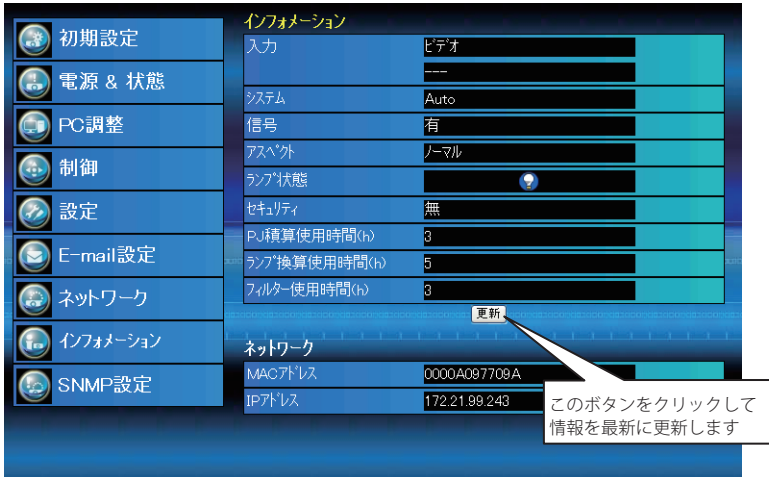 初期設定
電源 & 状態
PC調整
制御
設定
E-mail設定
ネットワーク
インフォメーション
SNMP設定
インフォメーション
入力 ビデオ
---
システム Auto
信号 有
アスペクト ノーマル
ランプ状態
セキュリティ 無
PJ積算使用時間(h) 3
ランプ換算使用時間(h) 5
フィルター使用時間(h) 3
更新
ネットワーク
MACアドレス 0000A097709A
IPアドレス 172.21.99.243
このボタンをクリックして
情報を最新に更新します